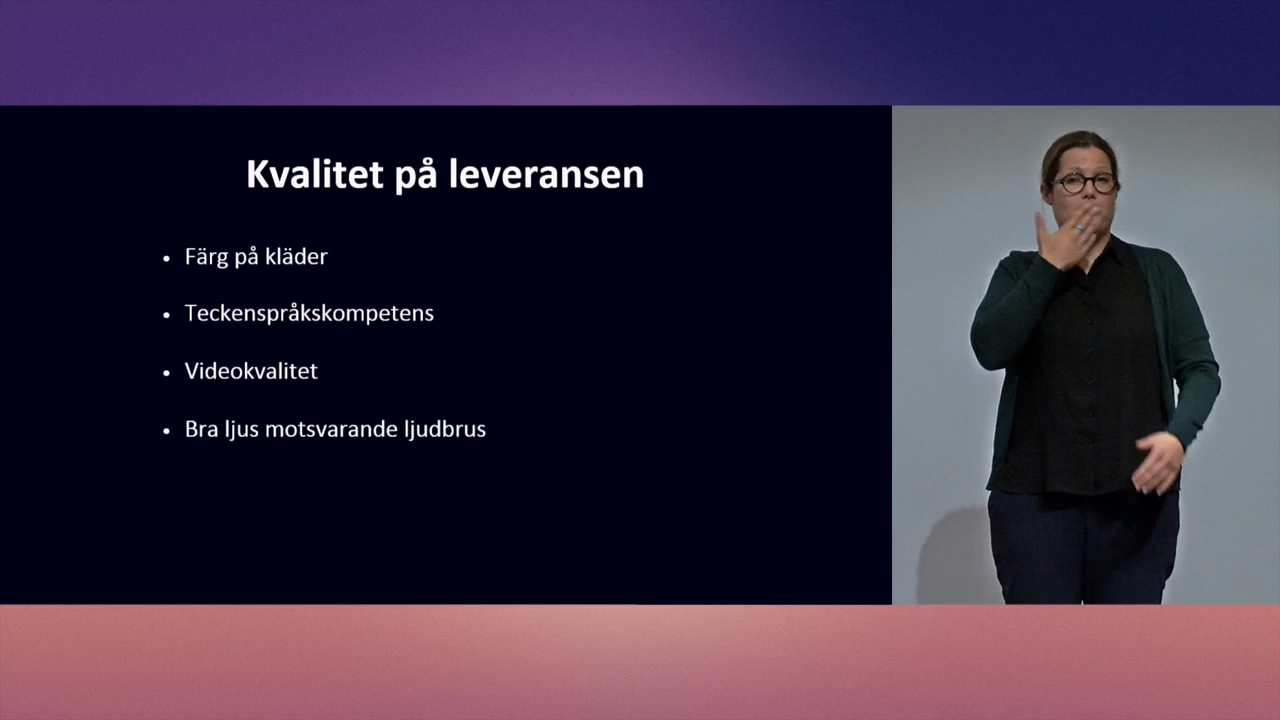 Kvalitet på leveransen
• Färg på kläder
• Teckenspråkskompetens
• Videokvalitet
• Bra ljus motsvarande ljudbrus